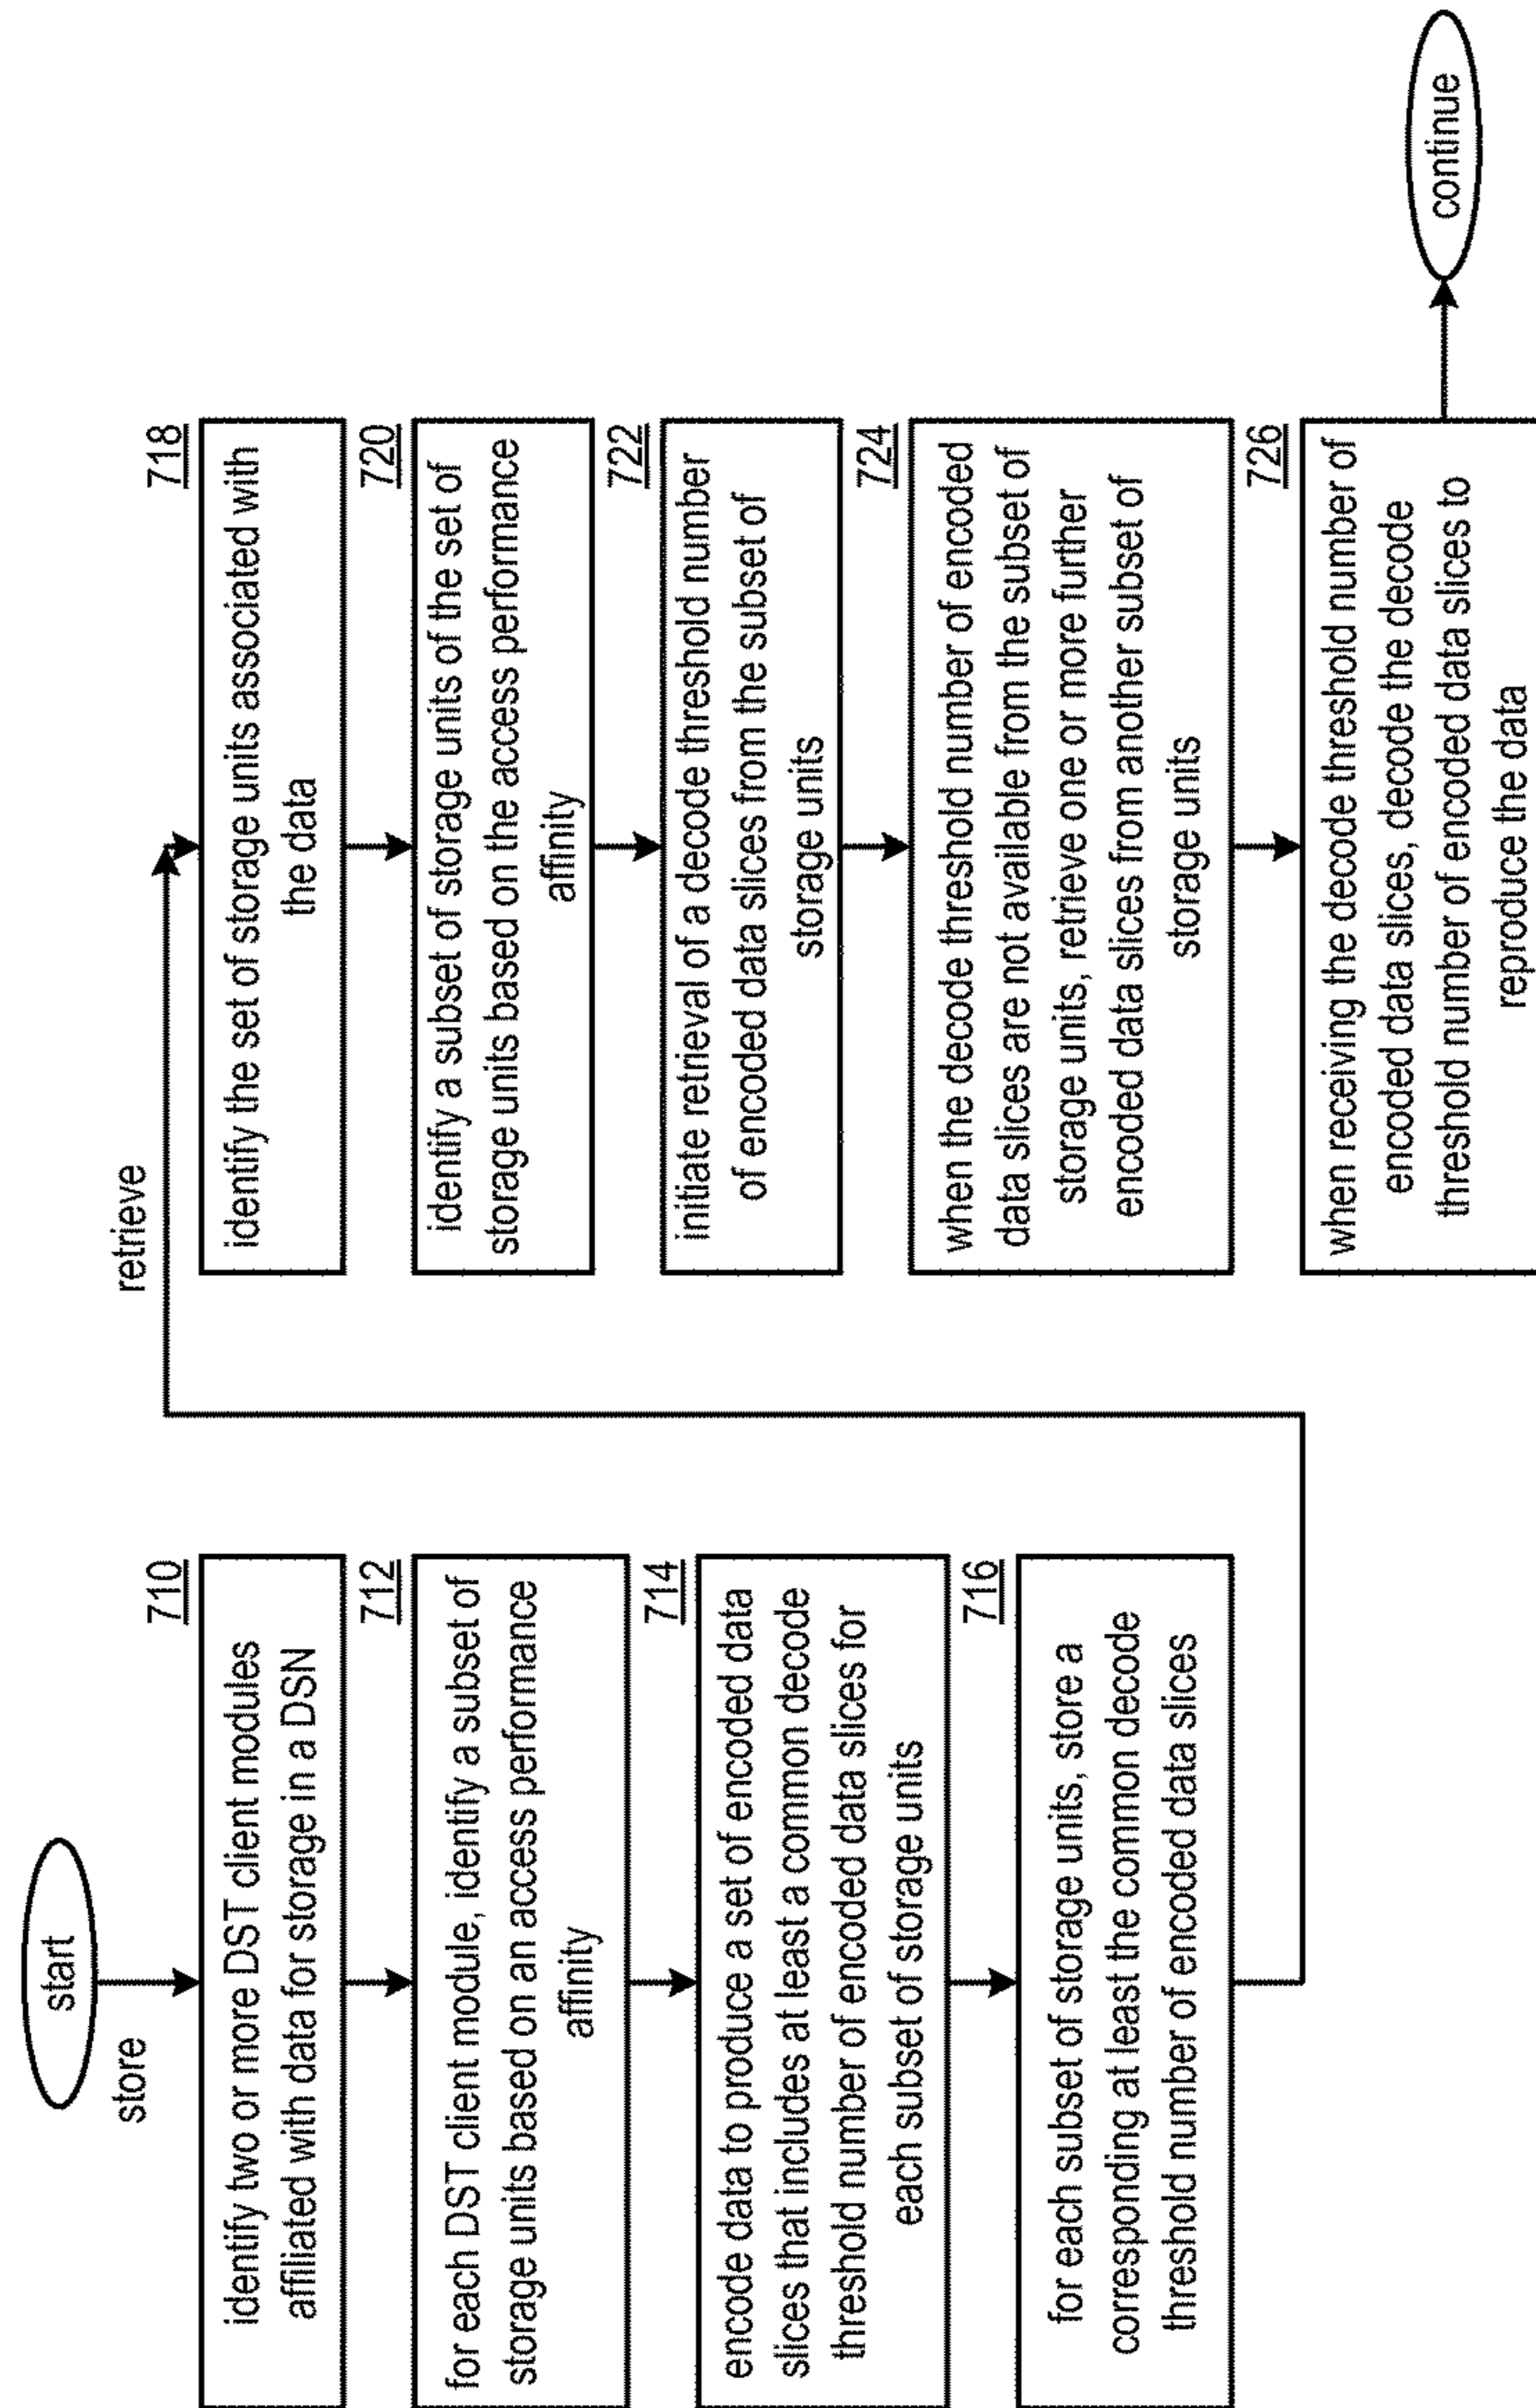 start
store
710
identify two or more DST client modules
affiliated with data for storage in a DSN
712
for each DST client module, identify a subset of
storage units based on an access performance
affinity
714
encode data to produce a set of encoded data
slices that includes at least a common decode
threshold number of encoded data slices for
each subset of storage units
716
for each subset of storage units, store a
corresponding at least the common decode
threshold number of encoded data slices
retrieve
718
identify the set of storage units associated with
the data
720
identify a subset of storage units of the set of
storage units based on the access performance
affinity
722
initiate retrieval of a decode threshold number
of encoded data slices from the subset of
storage units
724
when the decode threshold number of encoded
data slices are not available from the subset of
storage units, retrieve one or more further
encoded data slices from another subset of
storage units
726
when receiving the decode threshold number of
encoded data slices, decode the decode
threshold number of encoded data slices to
reproduce the data
continue